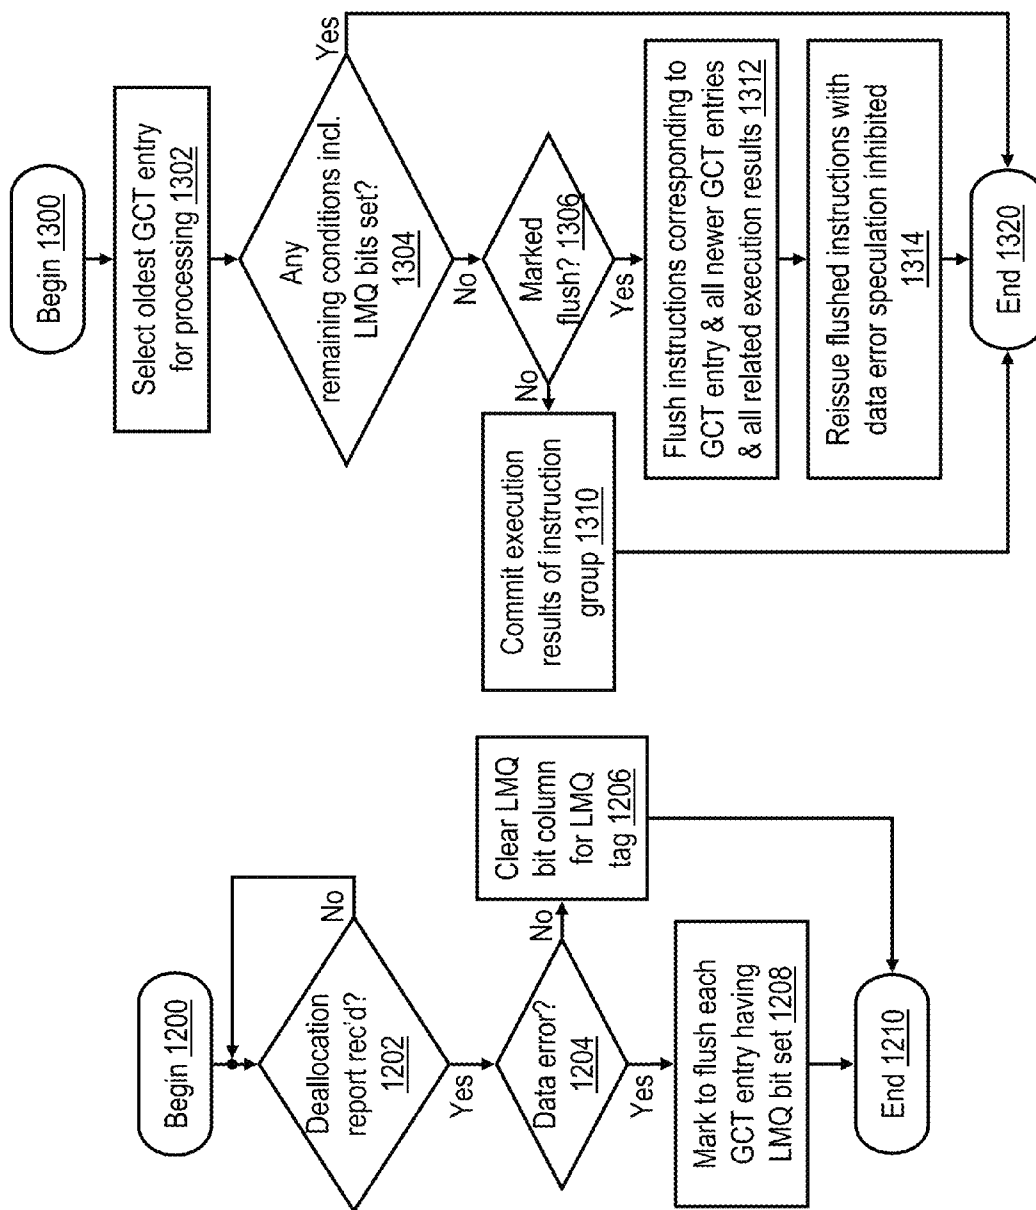 Begin 1200
Deallocation
report rec'd?
1202
No
Yes
Data error?
1204
No
Yes
Clear LMQ
bit column
for LMQ
tag 1206
Mark to flush each
GCT entry having
LMQ bit set 1208
End 1210
Begin 1300
Select oldest GCT entry
for processing 1302
Any
remaining conditions incl.
LMQ bits set?
1304
Yes
No
Marked
flush? 1306
No
Yes
Commit execution
results of instruction
group 1310
Flush instructions corresponding to
GCT entry & all newer GCT entries
& all related execution results 1312
Reissue flushed instructions with
data error speculation inhibited
1314
End 1320